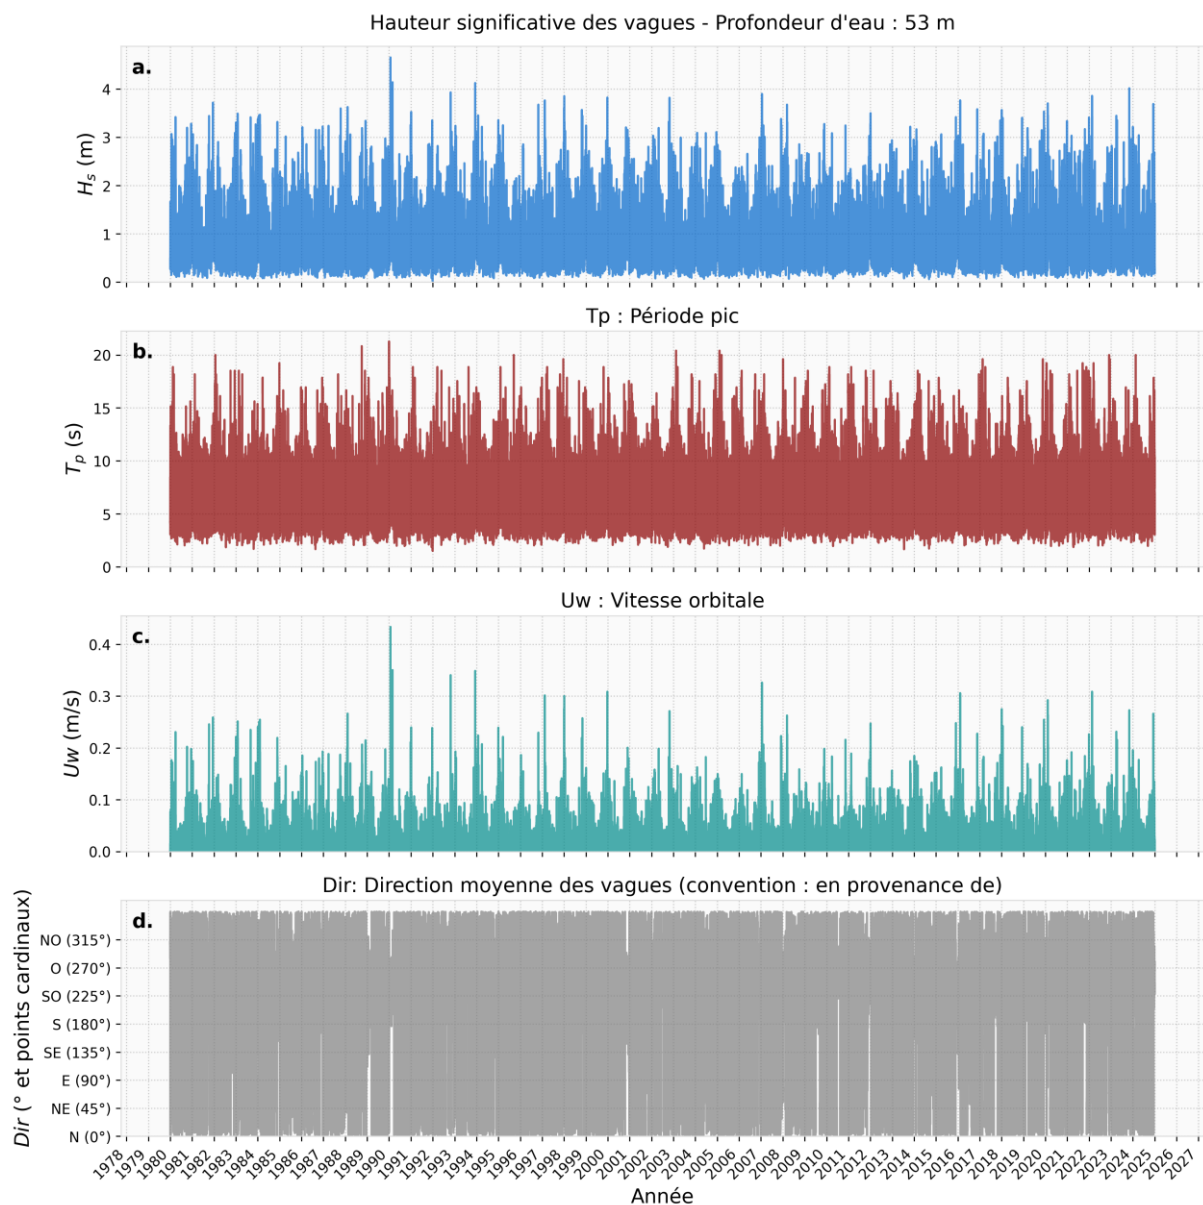 Hauteur significative des vagues - Profondeur d'eau : 53 m
a.
4
3
2
1
0
H_s (m)
Tp : Période pic
b.
20
15
10
5
0
T_p (s)
Uw : Vitesse orbitale
c.
0.4
0.3
0.2
0.1
0.0
Uw (m/s)
Dir: Direction moyenne des vagues (convention : en provenance de)
d.
NO (315°)
O (270°)
SO (225°)
S (180°)
SE (135°)
E (90°)
NE (45°)
N (0°)
Dir (° et points cardinaux)
1978 1979 1980 1981 1982 1983 1984 1985 1986 1987 1988 1989 1990 1991 1992 1993 1994 1995 1996 1997 1998 1999 2000 2001 2002 2003 2004 2005 2006 2007 2008 2009 2010 2011 2012 2013 2014 2015 2016 2017 2018 2019 2020 2021 2022 2023 2024 2025 2026 2027
Année